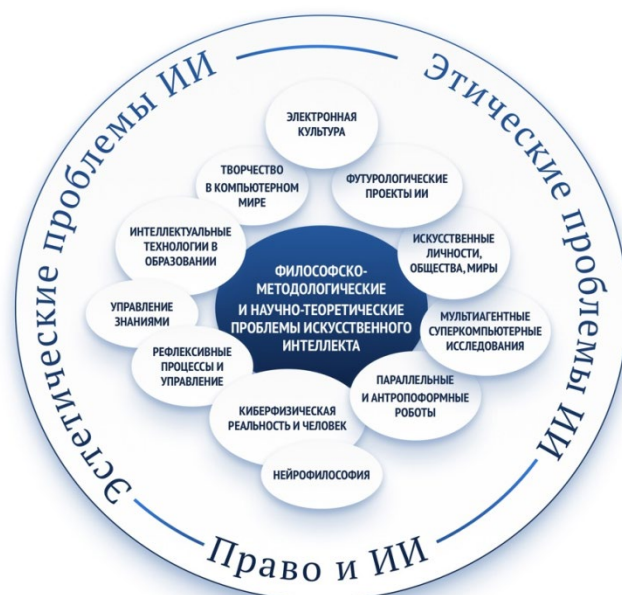 Эстетические проблемы ИИ
Этические проблемы ИИ
ЭЛЕКТРОННАЯ
КУЛЬТУРА
ТВОРЧЕСТВО
В КОМПЬЮТЕРНОМ
МИРЕ
ФУТУРОЛОГИЧЕСКИЕ
ПРОЕКТЫ ИИ
ИНТЕЛЛЕКТУАЛЬНЫЕ
ТЕХНОЛОГИИ В
ОБРАЗОВАНИИ
ИСКУССТВЕННЫЕ
ЛИЧНОСТИ,
ОБЩЕСТВА, МИРЫ
ФИЛОСОФСКО-
МЕТОДОЛОГИЧЕСКИЕ
И НАУЧНО-ТЕОРЕТИЧЕСКИЕ
ПРОБЛЕМЫ ИСКУССТВЕННОГО
ИНТЕЛЛЕКТА
УПРАВЛЕНИЕ
ЗНАНИЯМИ
МУЛЬТИАГЕНТНЫЕ
СУПЕРКОМПЬЮТЕРНЫЕ
ИССЛЕДОВАНИЯ
РЕФЛЕКСИВНЫЕ
ПРОЦЕССЫ И
УПРАВЛЕНИЕ
ПАРАЛЛЕЛЬНЫЕ
И АНТРОПОФОРМНЫЕ
РОБОТЫ
КИБЕРФИЗИЧЕСКАЯ
РЕАЛЬНОСТЬ И ЧЕЛОВЕК
НЕЙРОФИЛОСОФИЯ
Право и ИИ